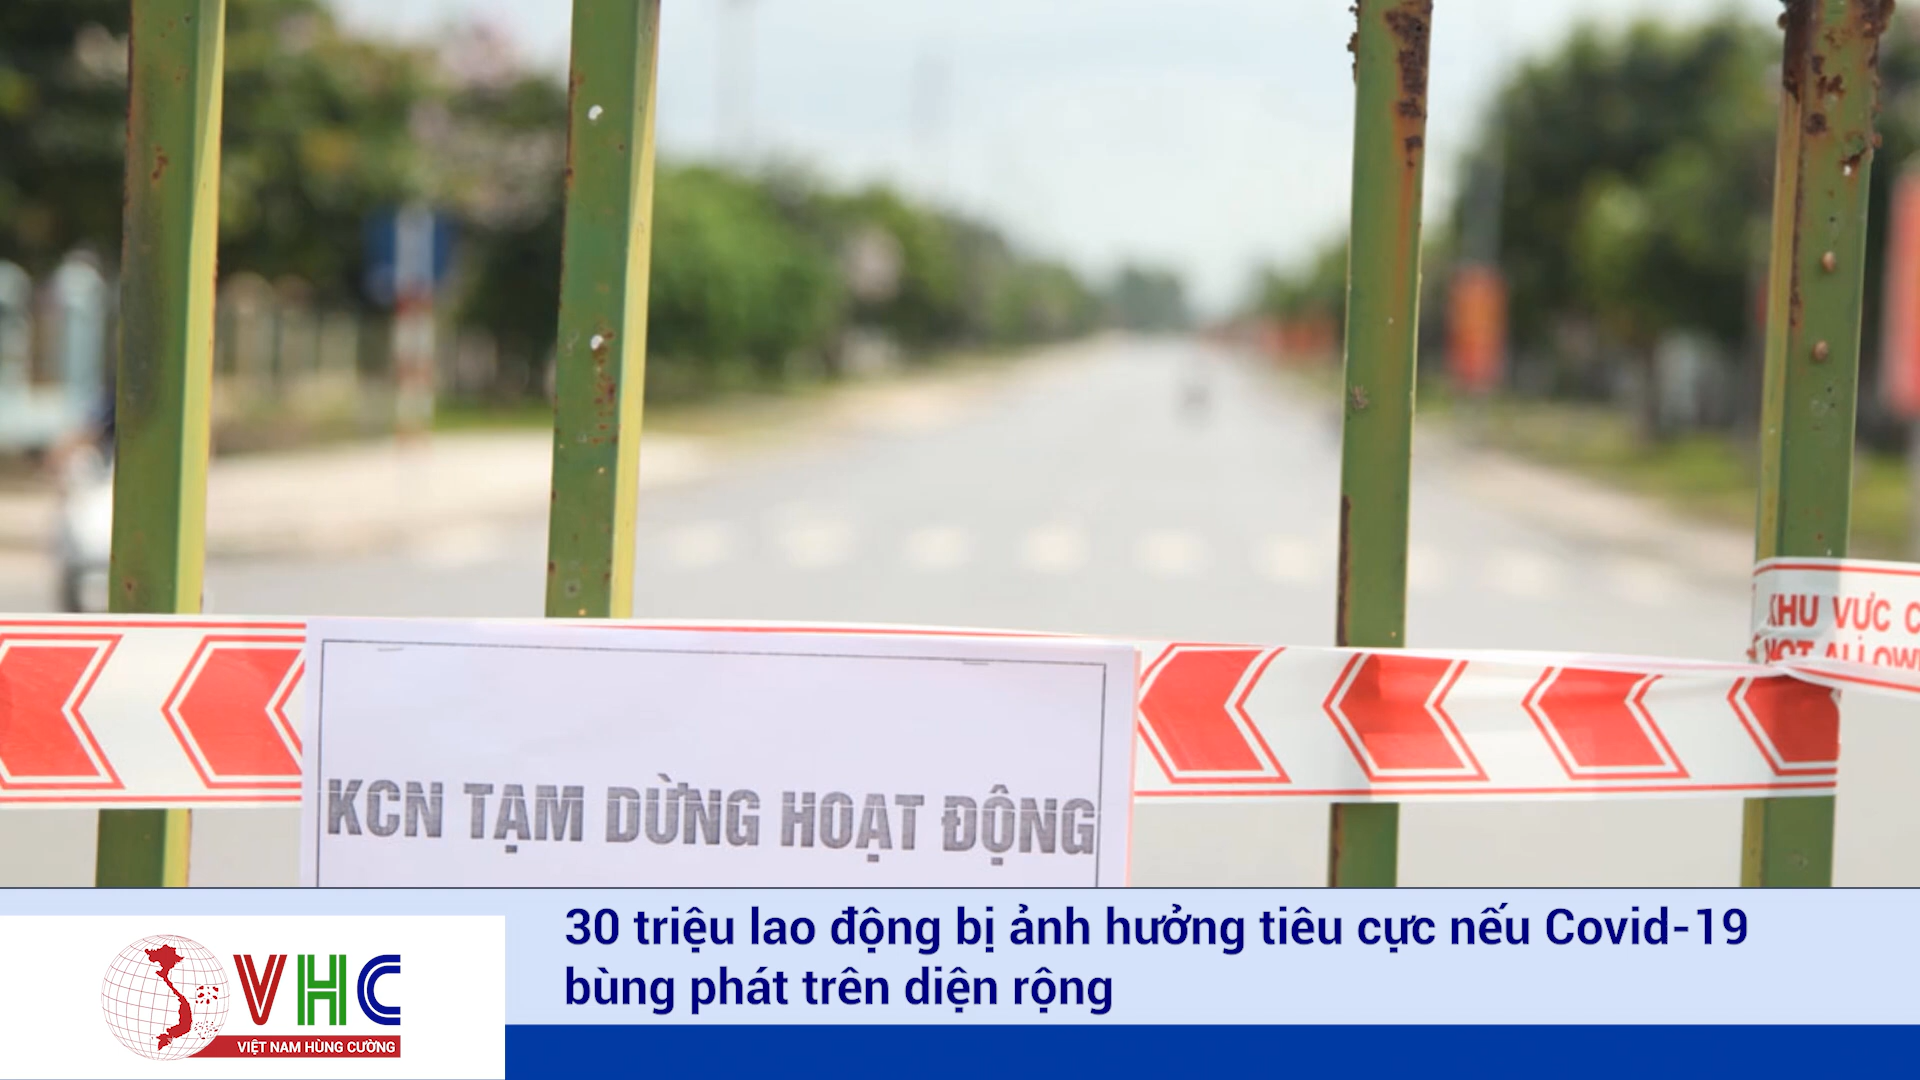 KHU VỰC
NOT
KCN TẠM DỪNG HOẠT ĐỘNG
30 triệu lao động bị ảnh hưởng tiêu cực nếu Covid-19
bùng phát trên diện rộng
VHC
VIỆT NAM HÙNG CƯỜNG